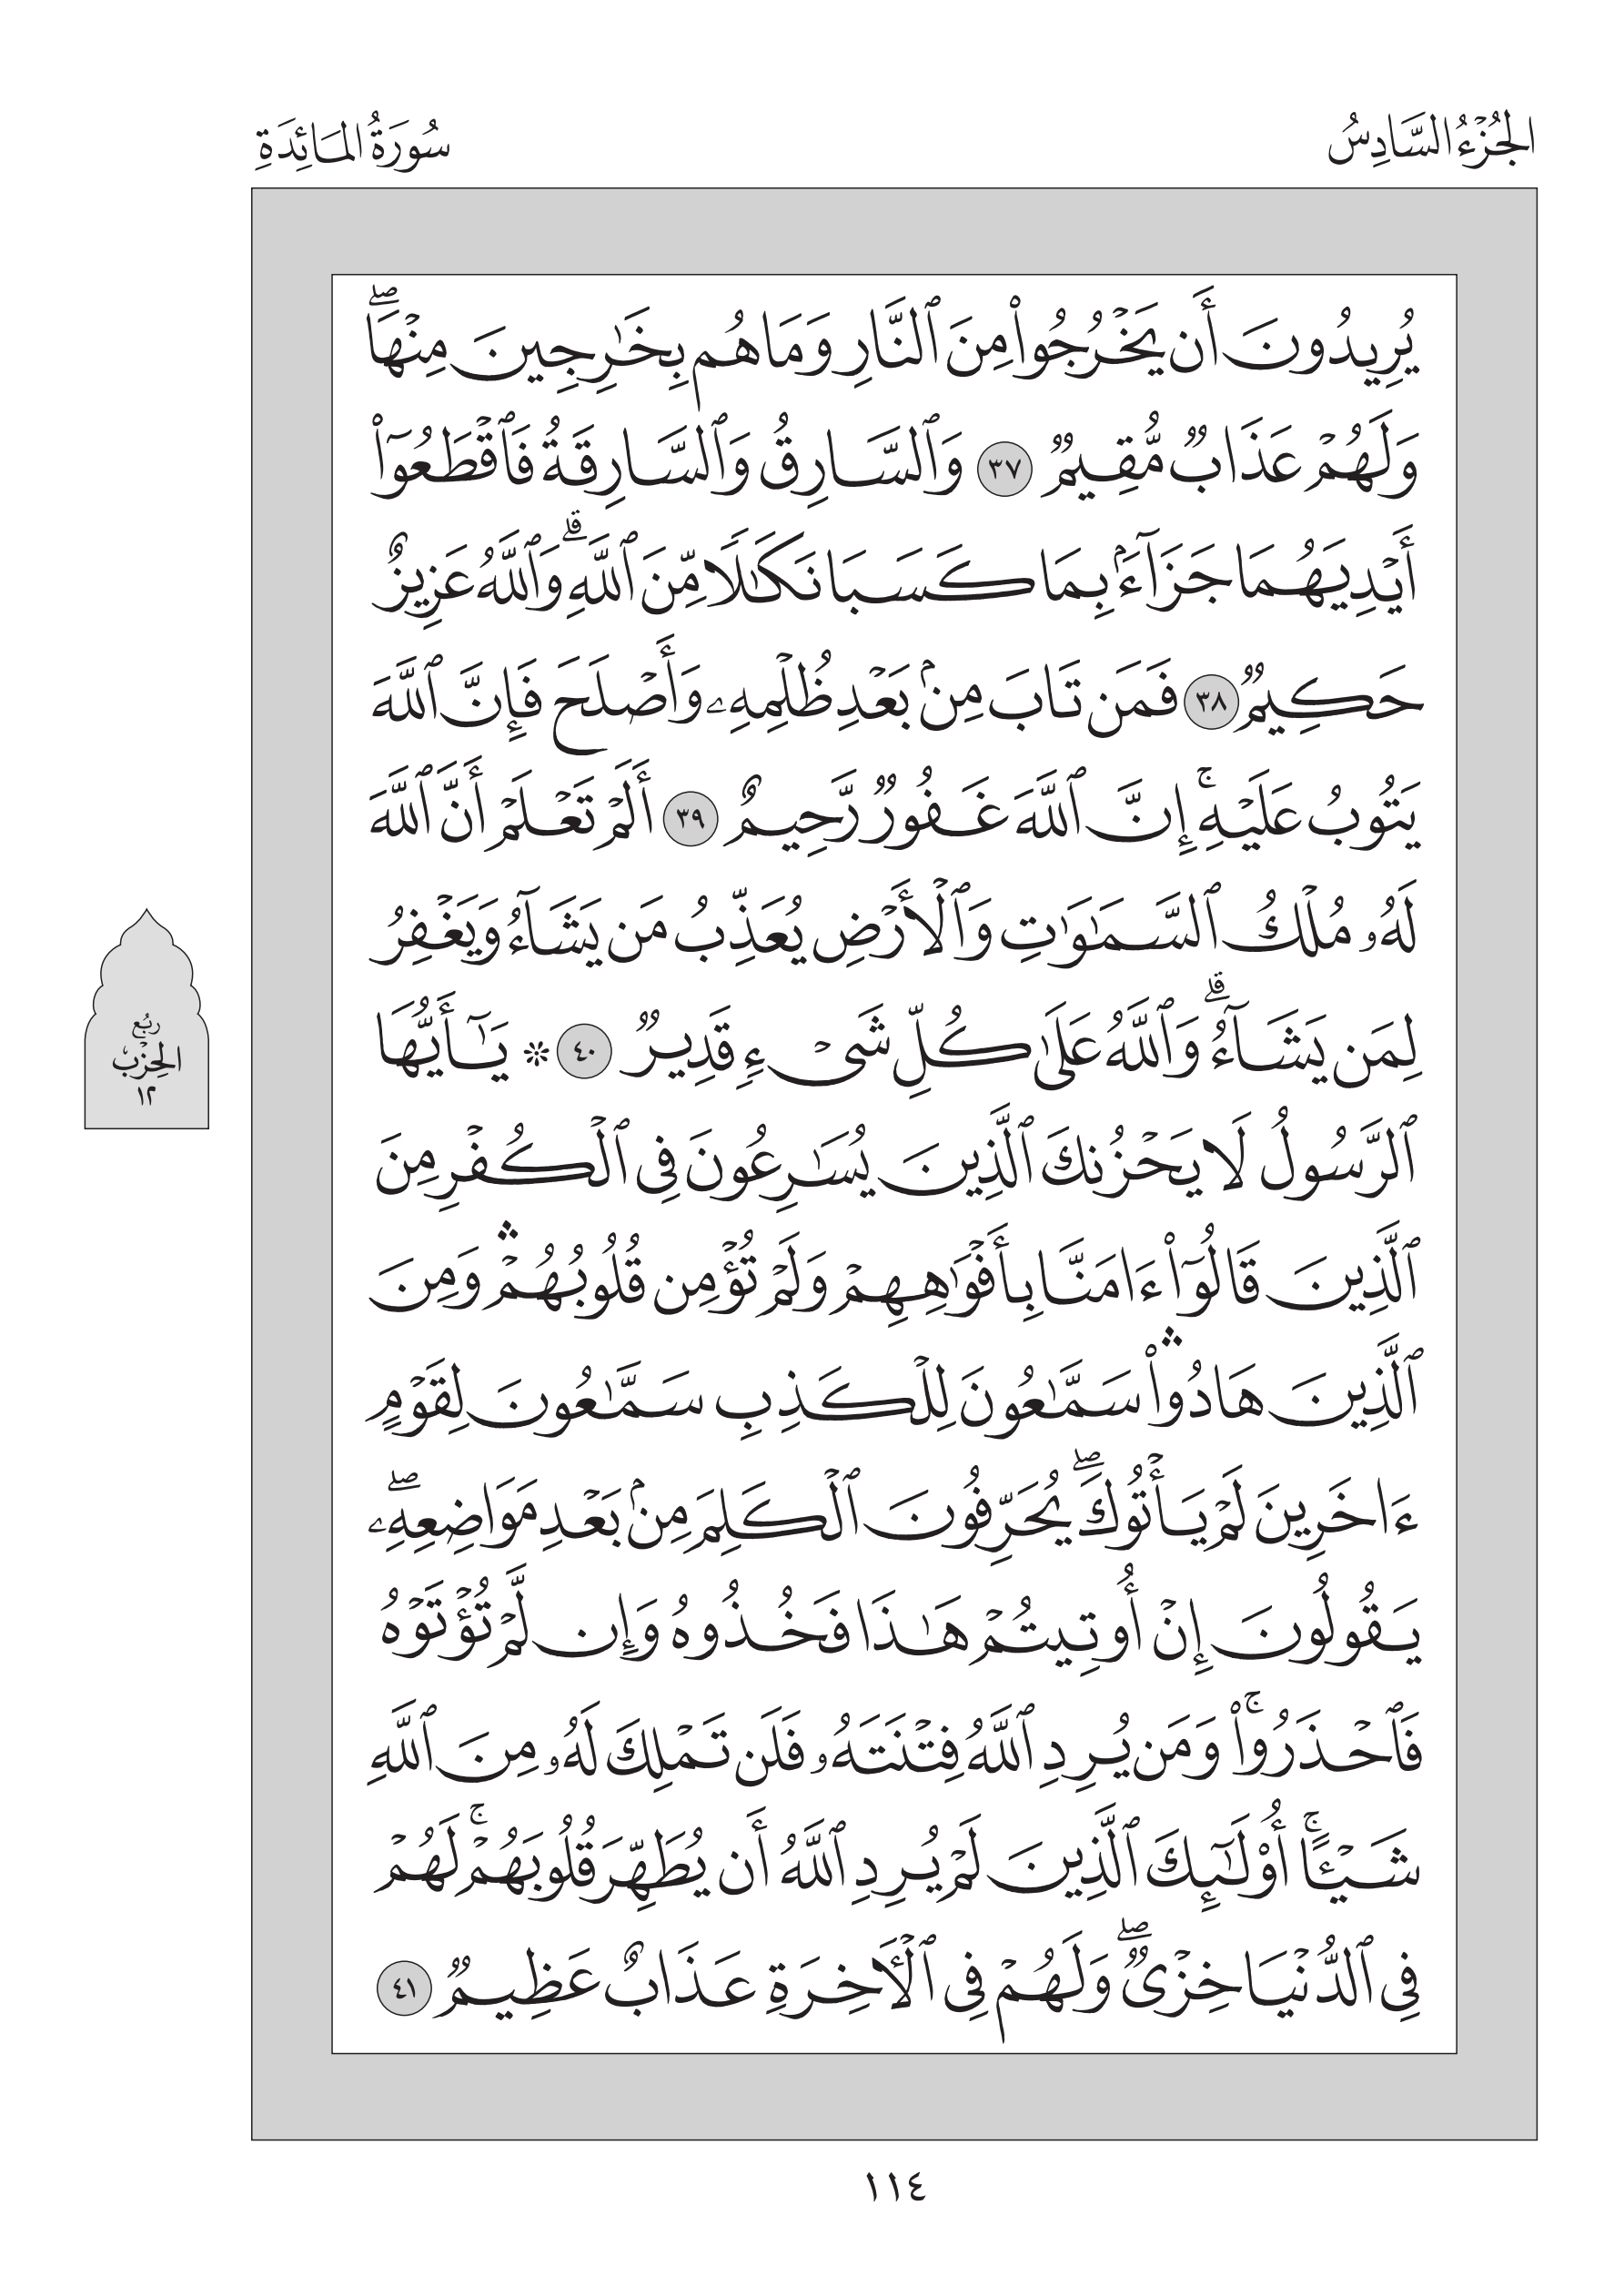 الجُزْءُ السَّادِسُ
سُورَةُ المَائِدَةِ
يُرِيدُونَ أَن يَخۡرُجُواْ مِنَ ٱلنَّارِ وَمَا هُم بِخَٰرِجِينَ مِنۡهَاۖ
وَلَهُمۡ عَذَابٞ مُّقِيمٞ ٣٧ وَٱلسَّارِقُ وَٱلسَّارِقَةُ فَٱقۡطَعُوٓاْ
أَيۡدِيَهُمَا جَزَآءَۢ بِمَا كَسَبَا نَكَٰلٗا مِّنَ ٱللَّهِۗ وَٱللَّهُ عَزِيزٌ
حَكِيمٞ ٣٨ فَمَن تَابَ مِنۢ بَعۡدِ ظُلۡمِهِۦ وَأَصۡلَحَ فَإِنَّ ٱللَّهَ
يَتُوبُ عَلَيۡهِۚ إِنَّ ٱللَّهَ غَفُورٞ رَّحِيمٌ ٣٩ أَلَمۡ تَعۡلَمۡ أَنَّ ٱللَّهَ
لَهُۥ مُلۡكُ ٱلسَّمَٰوَٰتِ وَٱلۡأَرۡضِ يُعَذِّبُ مَن يَشَآءُ وَيَغۡفِرُ
لِمَن يَشَآءُۗ وَٱللَّهُ عَلَىٰ كُلِّ شَيۡءٖ قَدِيرٞ ٤٠ ۞ يَٰٓأَيُّهَا
ٱلرَّسُولُ لَا يَحۡزُنكَ ٱلَّذِينَ يُسَٰرِعُونَ فِي ٱلۡكُفۡرِ مِنَ
ٱلَّذِينَ قَالُوٓاْ ءَامَنَّا بِأَفۡوَٰهِهِمۡ وَلَمۡ تُؤۡمِن قُلُوبُهُمۡۛ وَمِنَ
ٱلَّذِينَ هَادُواْۛ سَمَّٰعُونَ لِلۡكَذِبِ سَمَّٰعُونَ لِقَوۡمٍ
ءَاخَرِينَ لَمۡ يَأۡتُوكَۖ يُحَرِّفُونَ ٱلۡكَلِمَ مِنۢ بَعۡدِ مَوَاضِعِهِۦۖ
يَقُولُونَ إِنۡ أُوتِيتُمۡ هَٰذَا فَخُذُوهُ وَإِن لَّمۡ تُؤۡتَوۡهُ
فَٱحۡذَرُواْۚ وَمَن يُرِدِ ٱللَّهُ فِتۡنَتَهُۥ فَلَن تَمۡلِكَ لَهُۥ مِنَ ٱللَّهِ
شَيۡـًٔاۚ أُوْلَٰٓئِكَ ٱلَّذِينَ لَمۡ يُرِدِ ٱللَّهُ أَن يُطَهِّرَ قُلُوبَهُمۡۚ لَهُمۡ
فِي ٱلدُّنۡيَا خِزۡيٞۖ وَلَهُمۡ فِي ٱلۡأٓخِرَةِ عَذَابٌ عَظِيمٞ ٤١
رُبْع
الحِزْب
١٢
١١٤